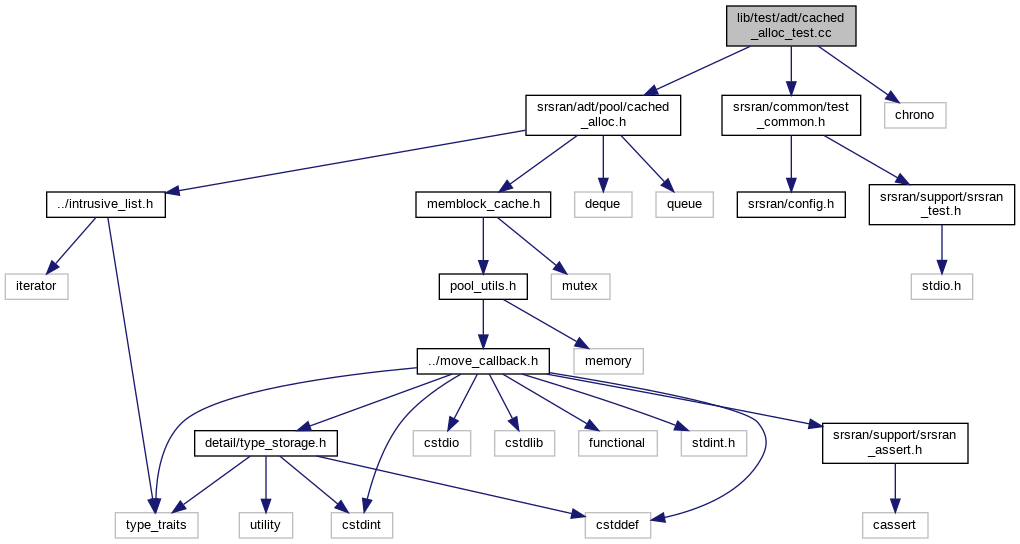 lib/test/adt/cached
_alloc_test.cc
srsran/adt/pool/cached
_alloc.h
srsran/common/test
_common.h
chrono
../intrusive_list.h
memblock_cache.h
deque
queue
srsran/config.h
srsran/support/srsran
_test.h
iterator
pool_utils.h
mutex
stdio.h
../move_callback.h
memory
detail/type_storage.h
cstdio
cstdlib
functional
stdint.h
srsran/support/srsran
_assert.h
type_traits
utility
cstdint
cstddef
cassert